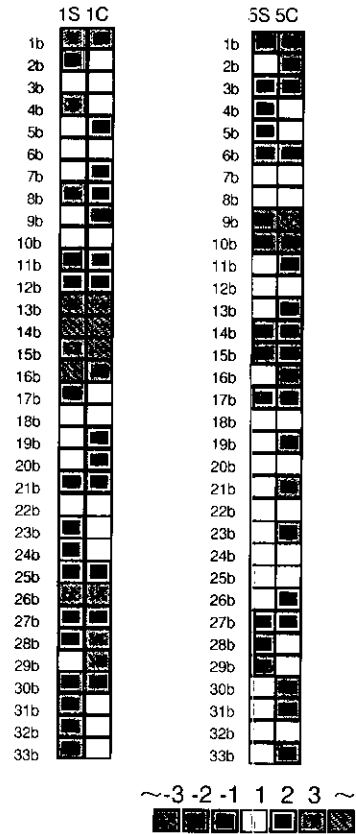 1S 1C 5S 5C
1b 1b
2b 2b
3b 3b
4b 4b
5b 5b
6b 6b
7b 7b
8b 8b
9b 9b
10b 10b
11b 11b
12b 12b
13b 13b
14b 14b
15b 15b
16b 16b
17b 17b
18b 18b
19b 19b
20b 20b
21b 21b
22b 22b
23b 23b
24b 24b
25b 25b
26b 26b
27b 27b
28b 28b
29b 29b
30b 30b
31b 31b
32b 32b
33b 33b
～-3 -2 -1 1 2 3 ～